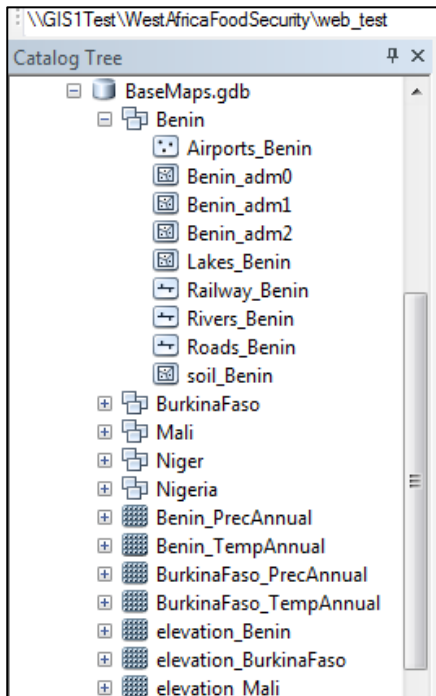 \\GIS1Test\WestAfricaFoodSecurity\web_test
Catalog Tree
BaseMaps.gdb
Benin
Airports_Benin
Benin_adm0
Benin_adm1
Benin_adm2
Lakes_Benin
Railway_Benin
Rivers_Benin
Roads_Benin
soil_Benin
BurkinaFaso
Mali
Niger
Nigeria
Benin_PrecAnnual
Benin_TempAnnual
BurkinaFaso_PrecAnnual
BurkinaFaso_TempAnnual
elevation_Benin
elevation_BurkinaFaso
elevation_Mali